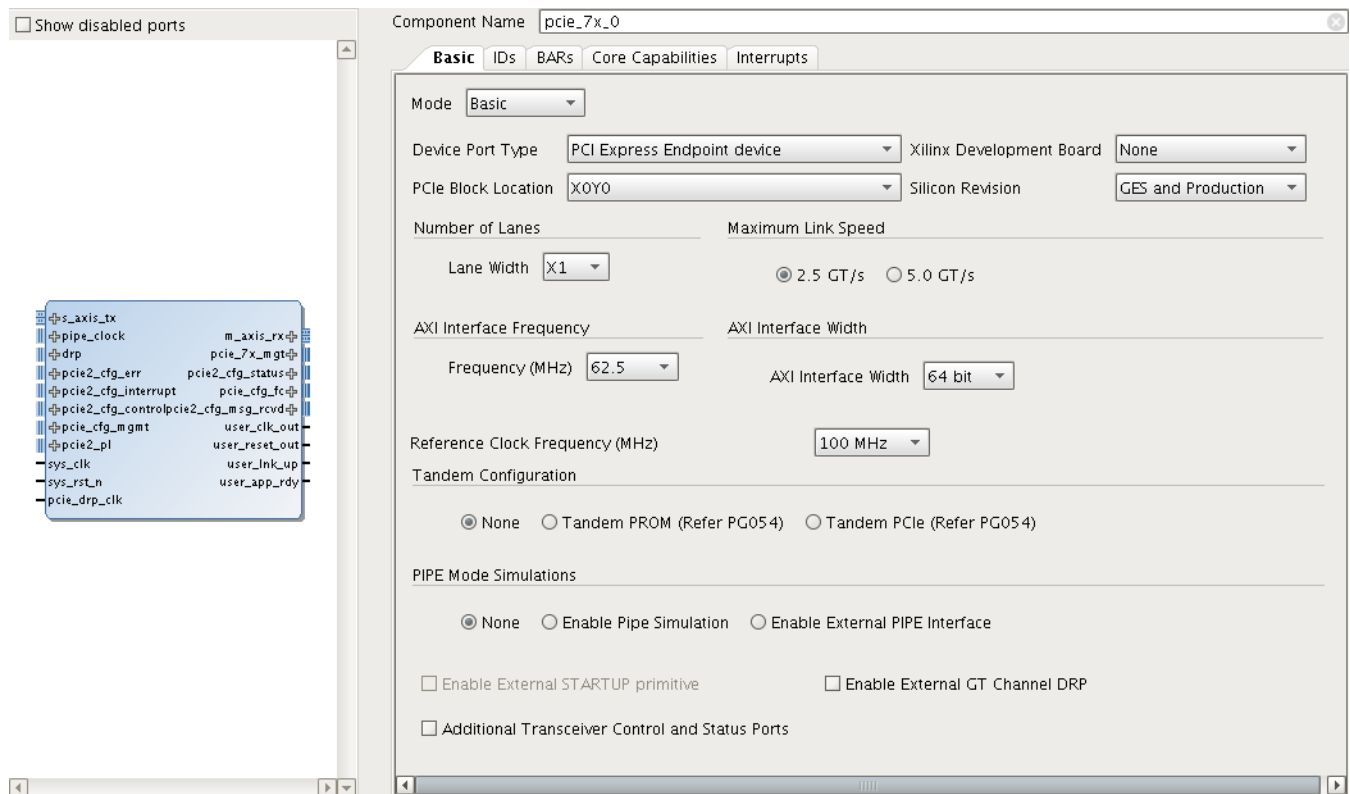 Show disabled ports
Component Name pcie_7x_0
Basic IDs BARs Core Capabilities Interrupts
Mode Basic
Device Port Type PCI Express Endpoint device Xilinx Development Board None
PCIe Block Location X0Y0 Silicon Revision GES and Production
Number of Lanes Maximum Link Speed
Lane Width X1 2.5 GT/s 5.0 GT/s
AXI Interface Frequency AXI Interface Width
Frequency (MHz) 62.5 AXI Interface Width 64 bit
Reference Clock Frequency (MHz) 100 MHz
Tandem Configuration
None Tandem PROM (Refer PG054) Tandem PCIe (Refer PG054)
PIPE Mode Simulations
None Enable Pipe Simulation Enable External PIPE Interface
Enable External STARTUP primitive Enable External GT Channel DRP
Additional Transceiver Control and Status Ports
s_axis_tx
pipe_clock m_axis_rx
drp pcie_7x_mgt
pcie2_cfg_err pcie2_cfg_status
pcie2_cfg_interrupt pcie_cfg_fc
pcie2_cfg_control pcie2_cfg_msg_rcvd
pcie_cfg_mgmt user_clk_out
pcie2_pl user_reset_out
sys_clk user_lnk_up
sys_rst_n user_app_rdy
pcie_drp_clk